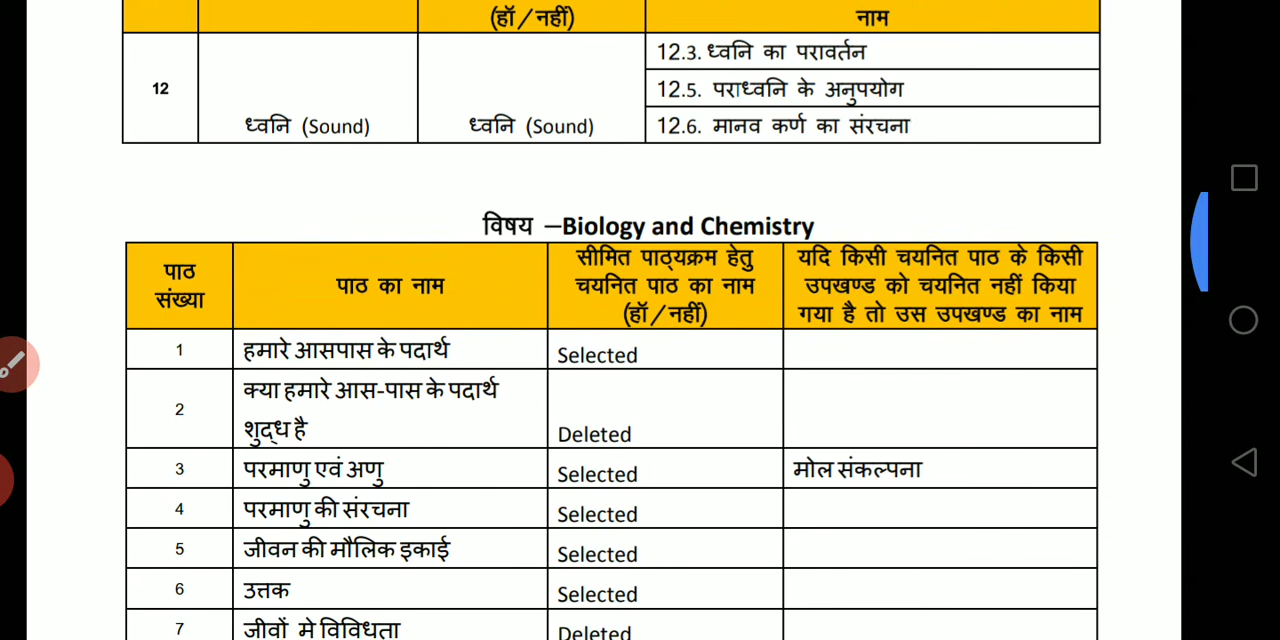 (हॉ/नहीं) नाम
12 ध्वनि (Sound) ध्वनि (Sound) 12.3. ध्वनि का परावर्तन
12.5. पराध्वनि के अनुपयोग
12.6. मानव कर्ण का संरचना
विषय –Biology and Chemistry
पाठ संख्या
पाठ का नाम
सीमित पाठ्यक्रम हेतु
चयनित पाठ का नाम
(हॉ/नहीं)
यदि किसी चयनित पाठ के किसी
उपखण्ड को चयनित नहीं किया
गया है तो उस उपखण्ड का नाम
1 हमारे आसपास के पदार्थ Selected
2 क्या हमारे आस-पास के पदार्थ
शुद्ध है Deleted
3 परमाणु एवं अणु Selected मोल संकल्पना
4 परमाणु की संरचना Selected
5 जीवन की मौलिक इकाई Selected
6 उत्तक Selected
7 जीवों मे विविधता Deleted